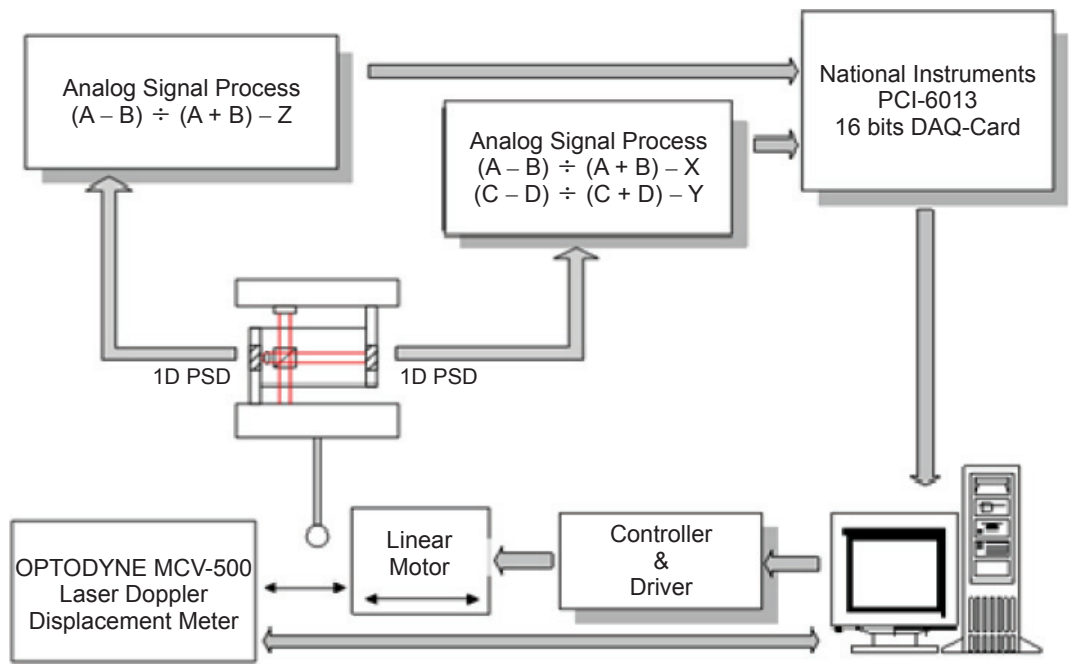 Analog Signal Process
(A – B) ÷ (A + B) – Z
Analog Signal Process
(A – B) ÷ (A + B) – X
(C – D) ÷ (C + D) – Y
National Instruments
PCI-6013
16 bits DAQ-Card
1D PSD
1D PSD
OPTODYNE MCV-500
Laser Doppler
Displacement Meter
Linear
Motor
Controller
&
Driver